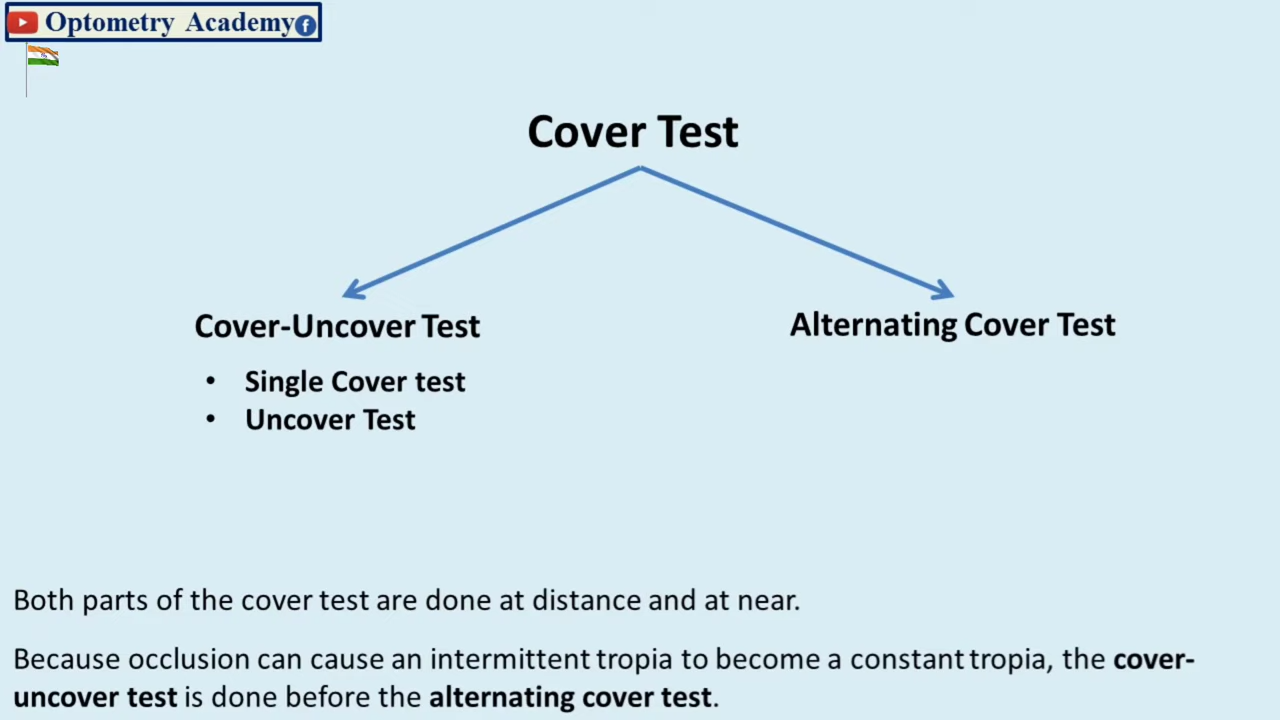 Optometry Academy
Cover Test
Cover-Uncover Test
Alternating Cover Test
• Single Cover test
• Uncover Test
Both parts of the cover test are done at distance and at near.
Because occlusion can cause an intermittent tropia to become a constant tropia, the cover-
uncover test is done before the alternating cover test.